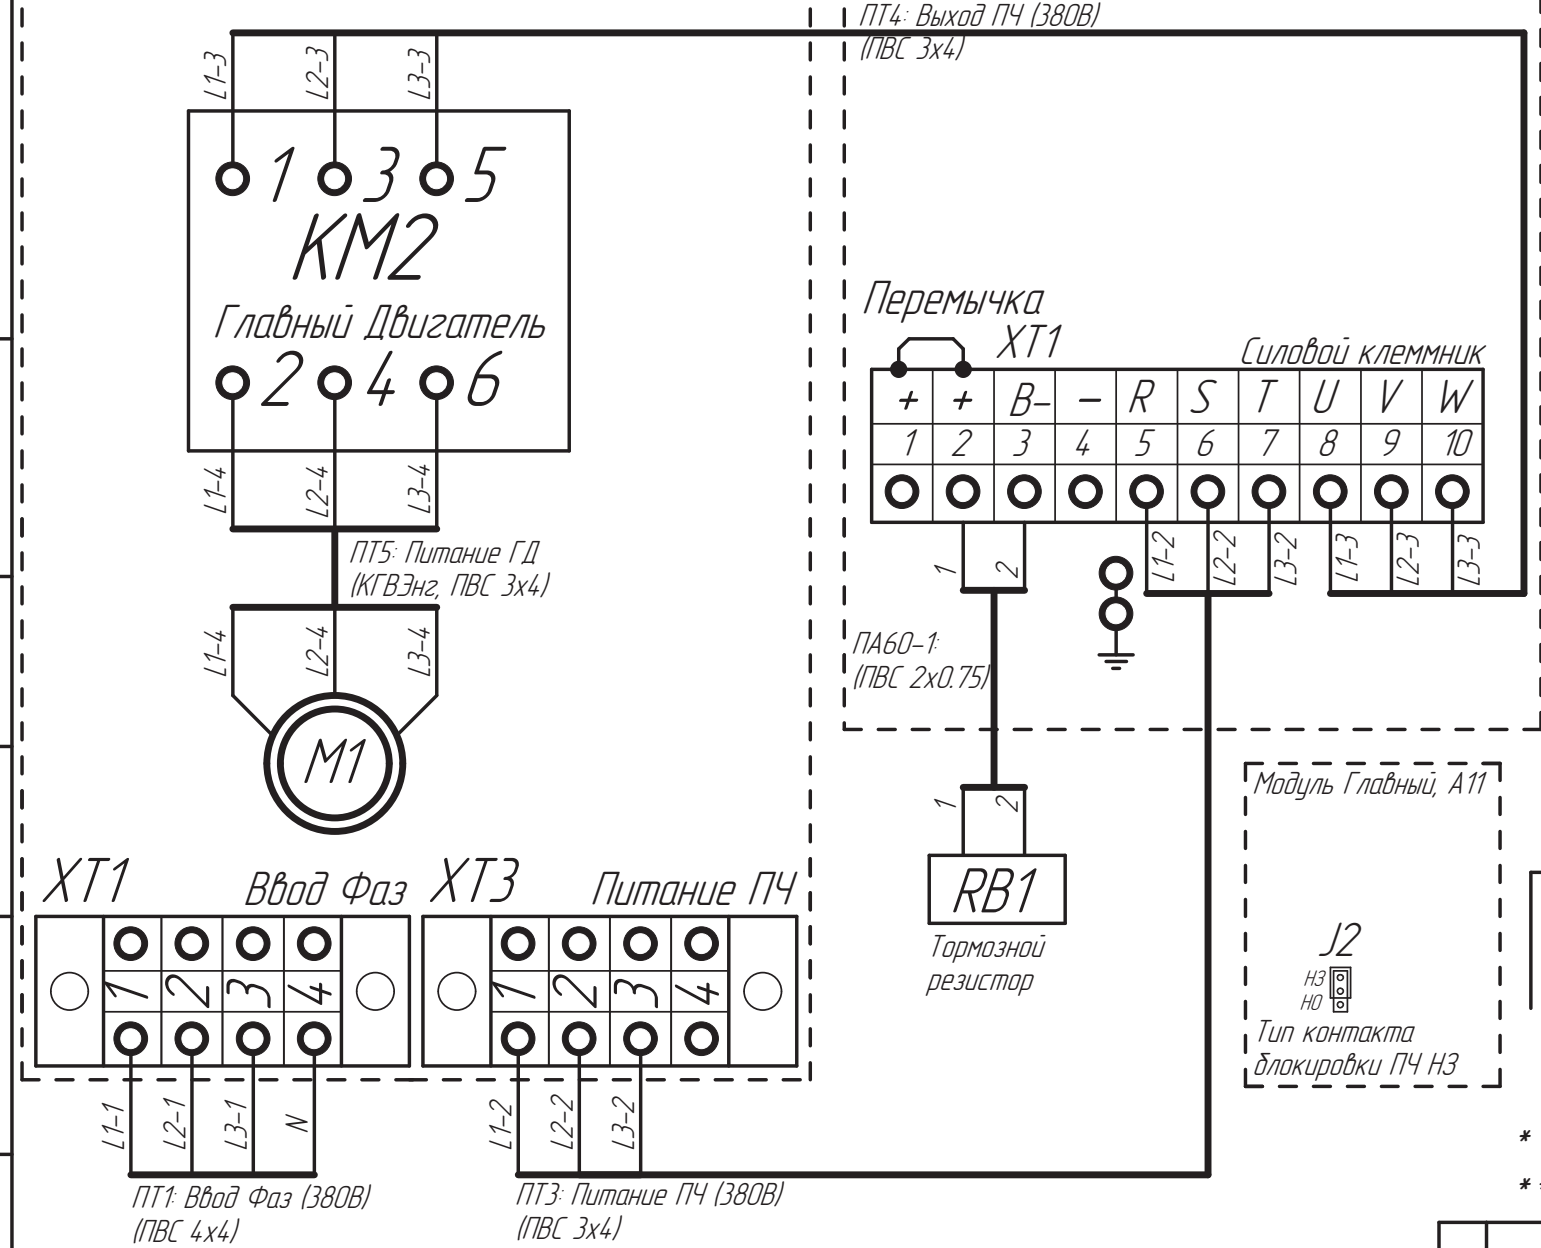 ПТ4: Выход ПЧ (380В)
(ПВС 3х4)
L1-3
L2-3
L3-3
1
3
5
КМ2
Главный Двигатель
2
4
6
L1-4
L2-4
L3-4
ПТ5: Питание ГД
(КГВЭнг, ПВС 3х4)
L1-4
L2-4
L3-4
М1
Перемычка
ХТ1
Силовой клеммник
+ + В- - R S T U V W
1 2 3 4 5 6 7 8 9 10
1
2
L1-2
L2-2
L3-2
L1-3
L2-3
L3-3
ПА60-1:
(ПВС 2х0.75)
1
2
RB1
Тормозной
резистор
Модуль Главный, А11
J2
НЗ
НО
Тип контакта
блокировки ПЧ НЗ
ХТ1
Ввод Фаз
1 2 3 4
L1-1
L2-1
L3-1
N
ПТ1: Ввод Фаз (380В)
(ПВС 4х4)
ХТ3
Питание ПЧ
1 2 3 4
L1-2
L2-2
L3-2
ПТ3: Питание ПЧ (380В)
(ПВС 3х4)
*
**